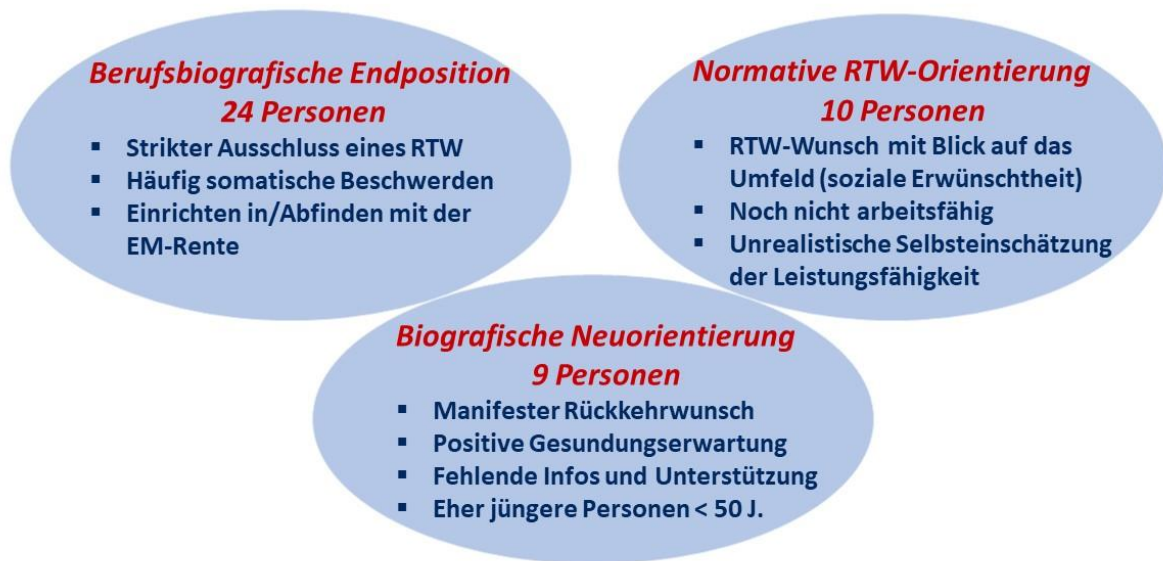 Berufsbiografische Endposition
24 Personen
▪ Strikter Ausschluss eines RTW
▪ Häufig somatische Beschwerden
▪ Einrichten in/Abfinden mit der
EM-Rente
Normative RTW-Orientierung
10 Personen
▪ RTW-Wunsch mit Blick auf das
Umfeld (soziale Erwünschtheit)
▪ Noch nicht arbeitsfähig
▪ Unrealistische Selbsteinschätzung
der Leistungsfähigkeit
Biografische Neuorientierung
9 Personen
▪ Manifester Rückkehrwunsch
▪ Positive Gesundungserwartung
▪ Fehlende Infos und Unterstützung
▪ Eher jüngere Personen < 50 J.